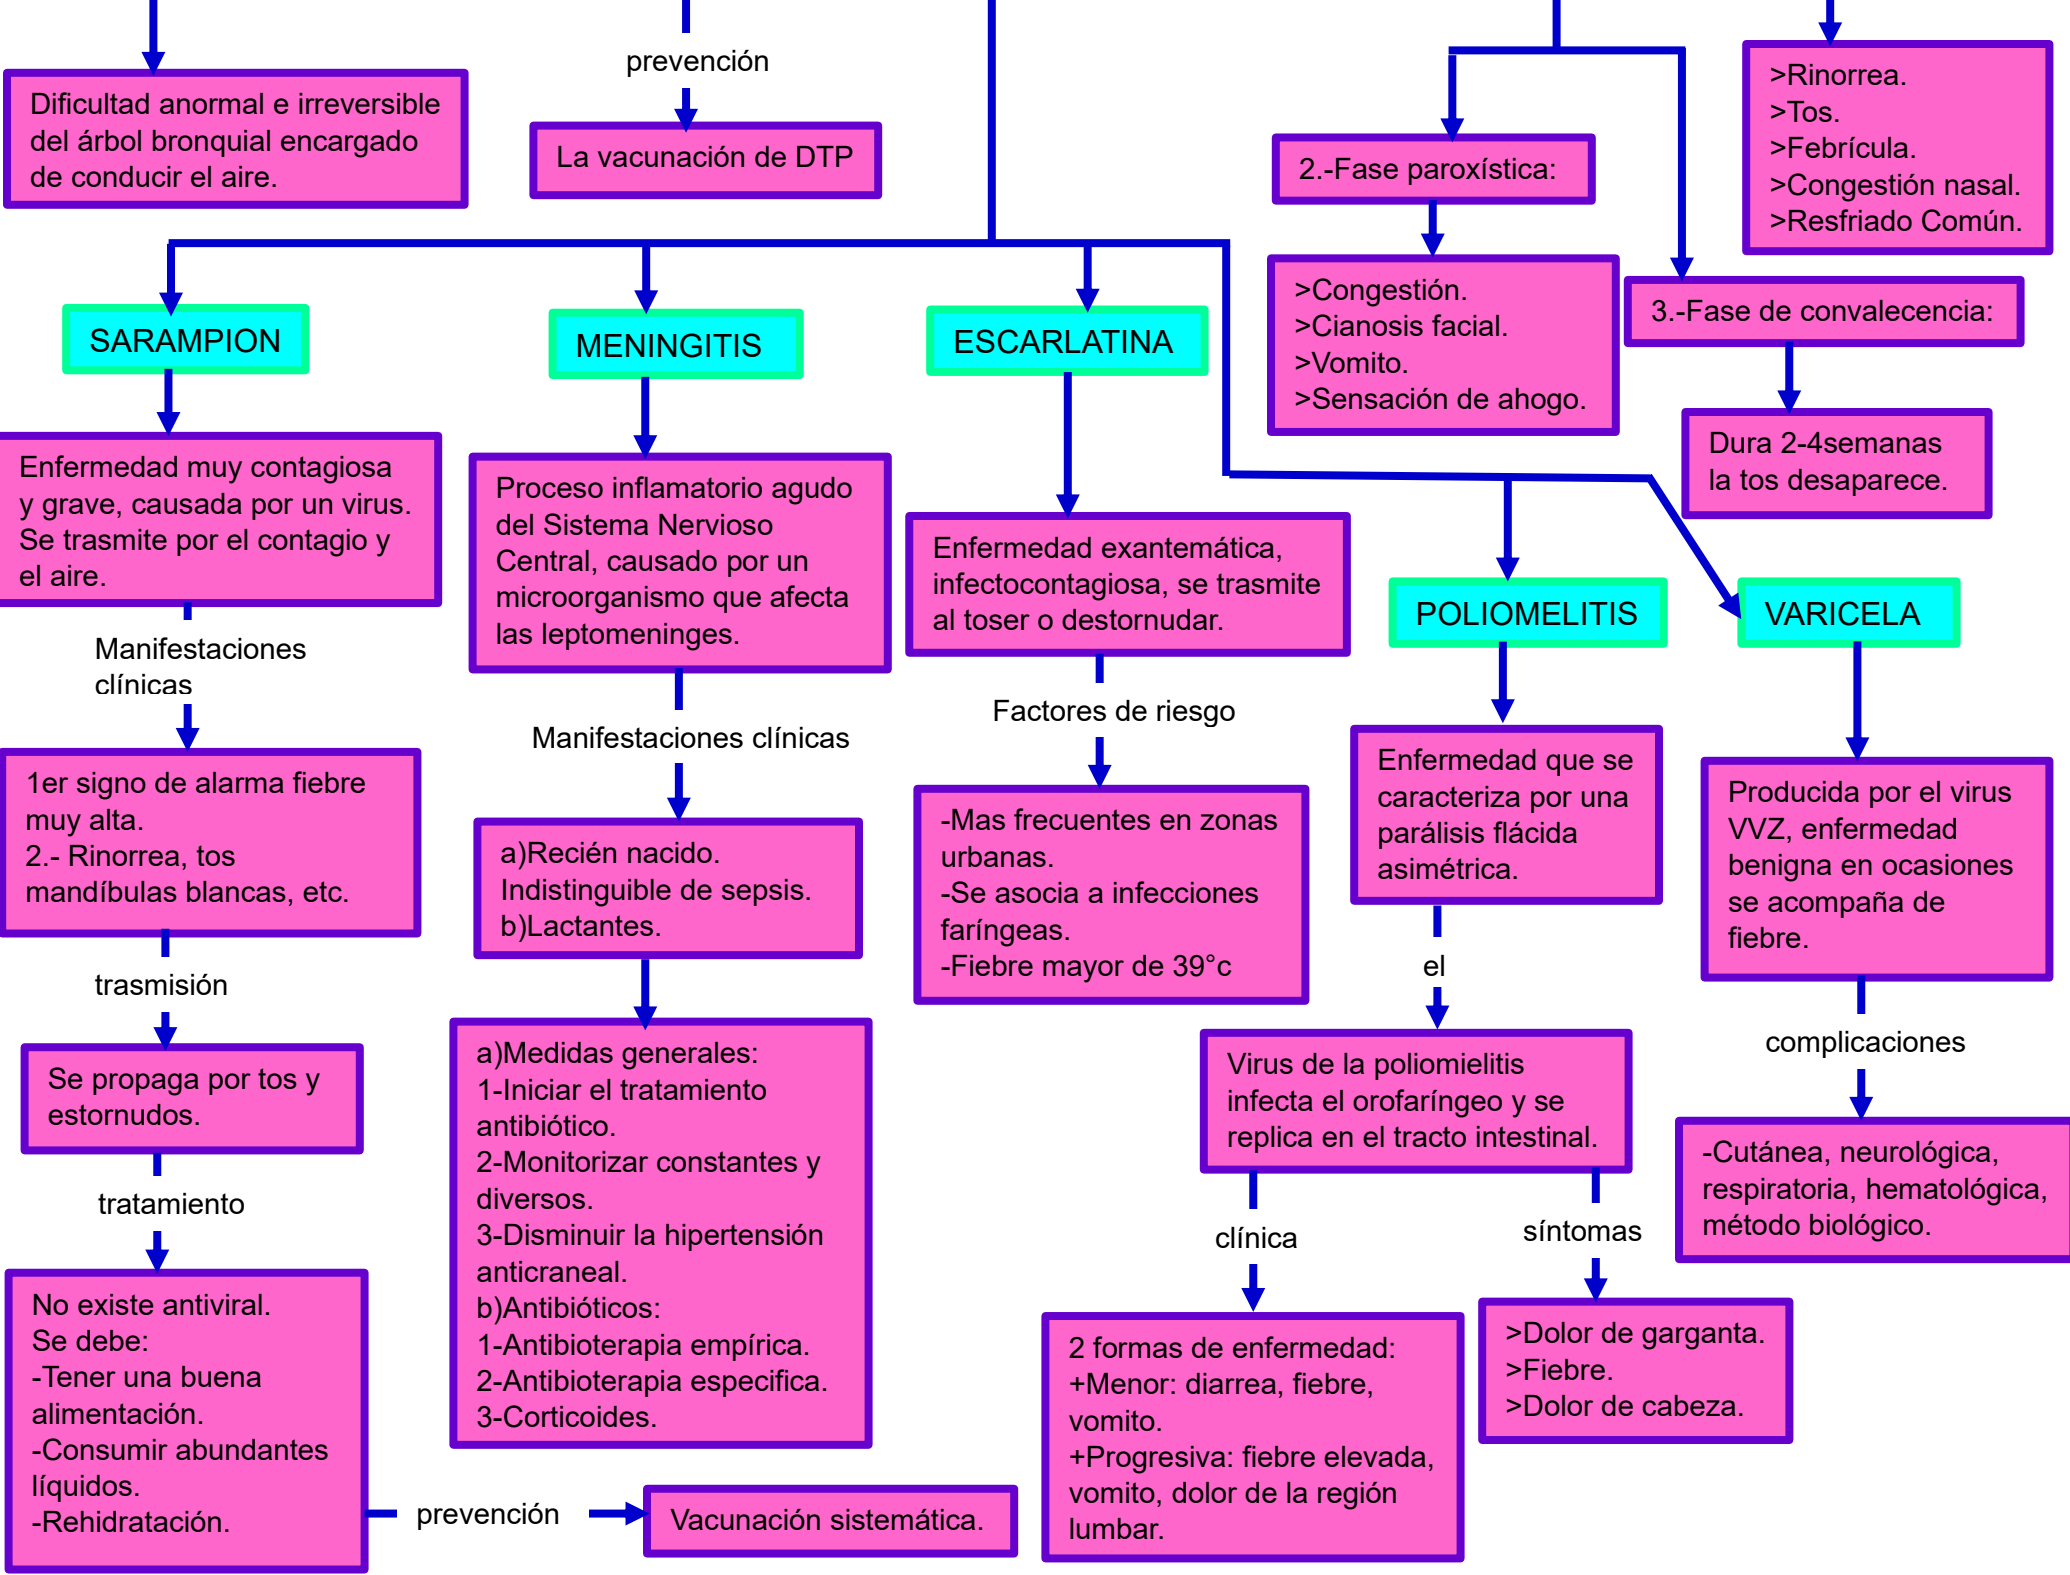 prevención
Dificultad anormal e irreversible
del árbol bronquial encargado
de conducir el aire.
La vacunación de DTP
2.-Fase paroxística:
>Rinorrea.
>Tos.
>Febrícula.
>Congestión nasal.
>Resfriado Común.
>Congestión.
>Cianosis facial.
>Vomito.
>Sensación de ahogo.
3.-Fase de convalecencia:
Dura 2-4semanas
la tos desaparece.
SARAMPION
Enfermedad muy contagiosa
y grave, causada por un virus.
Se trasmite por el contagio y
el aire.
Manifestaciones
clínicas
1er signo de alarma fiebre
muy alta.
2.- Rinorrea, tos
mandíbulas blancas, etc.
trasmisión
Se propaga por tos y
estornudos.
tratamiento
No existe antiviral.
Se debe:
-Tener una buena
alimentación.
-Consumir abundantes
líquidos.
-Rehidratación.
prevención
Vacunación sistemática.
MENINGITIS
Proceso inflamatorio agudo
del Sistema Nervioso
Central, causado por un
microorganismo que afecta
las leptomeninges.
Manifestaciones clínicas
a)Recién nacido.
Indistinguible de sepsis.
b)Lactantes.
a)Medidas generales:
1-Iniciar el tratamiento
antibiótico.
2-Monitorizar constantes y
diversos.
3-Disminuir la hipertensión
anticraneal.
b)Antibióticos:
1-Antibioterapia empírica.
2-Antibioterapia especifica.
3-Corticoides.
ESCARLATINA
Enfermedad exantemática,
infectocontagiosa, se trasmite
al toser o destornudar.
Factores de riesgo
-Mas frecuentes en zonas
urbanas.
-Se asocia a infecciones
faríngeas.
-Fiebre mayor de 39°c
POLIOMELITIS
Enfermedad que se
caracteriza por una
parálisis flácida
asimétrica.
el
Virus de la poliomielitis
infecta el orofaríngeo y se
replica en el tracto intestinal.
clínica
2 formas de enfermedad:
+Menor: diarrea, fiebre,
vomito.
+Progresiva: fiebre elevada,
vomito, dolor de la región
lumbar.
síntomas
>Dolor de garganta.
>Fiebre.
>Dolor de cabeza.
VARICELA
Producida por el virus
VVZ, enfermedad
benigna en ocasiones
se acompaña de
fiebre.
complicaciones
-Cutánea, neurológica,
respiratoria, hematológica,
método biológico.